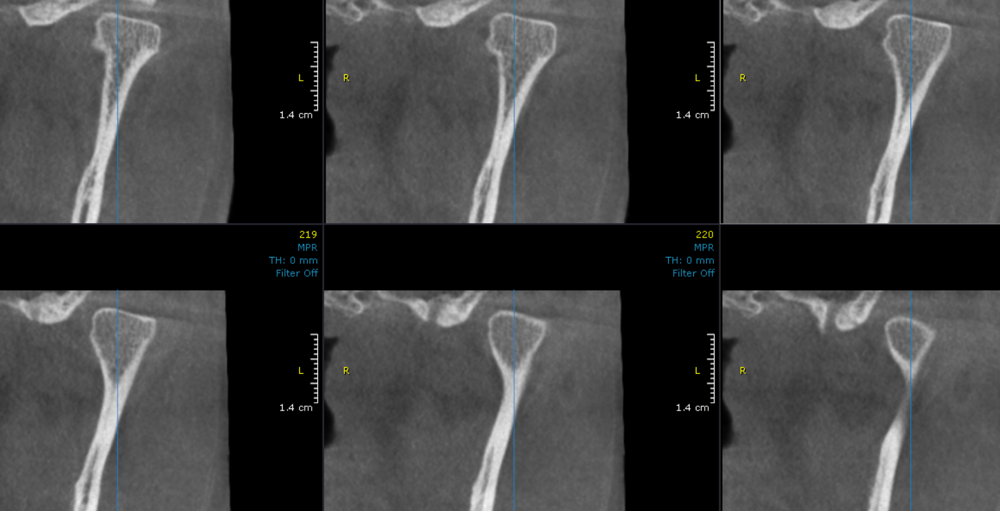 L
1.4 cm
R
L
1.4 cm
R
219
MPR
TH: 0 mm
Filter Off
L
1.4 cm
220
MPR
TH: 0 mm
Filter Off
R
L
1.4 cm
R